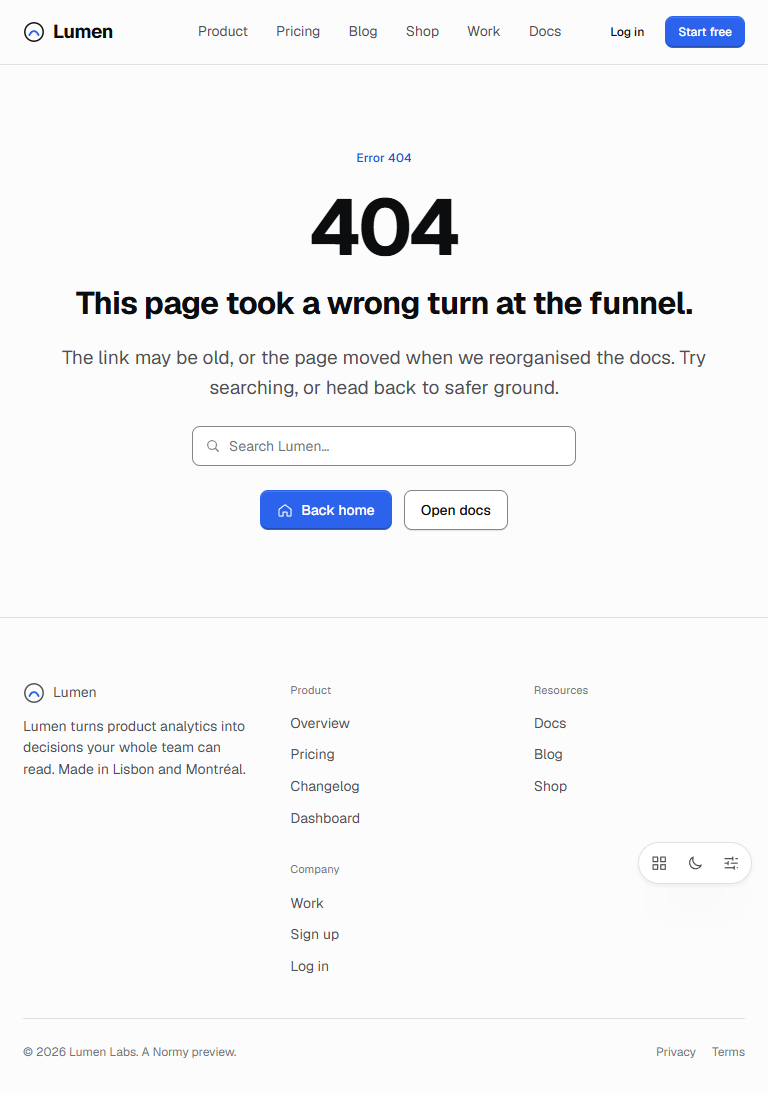 Lumen
Product
Pricing
Blog
Shop
Work
Docs
Log in
Start free
Error 404
404
This page took a wrong turn at the funnel.
The link may be old, or the page moved when we reorganised the docs. Try
searching, or head back to safer ground.
Search Lumen…
Back home
Open docs
Lumen
Lumen turns product analytics into
decisions your whole team can
read. Made in Lisbon and Montréal.
Product
Overview
Pricing
Changelog
Dashboard
Resources
Docs
Blog
Shop
Company
Work
Sign up
Log in
© 2026 Lumen Labs. A Normy preview.
Privacy
Terms